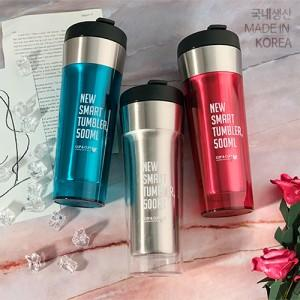 국내생산
MADE IN
KOREA
NEW
SMART
TUMBLER,
500ML
NEW
SMART
TUMBLER,
500ML
NEW
SMART
TUMBLER,
500ML